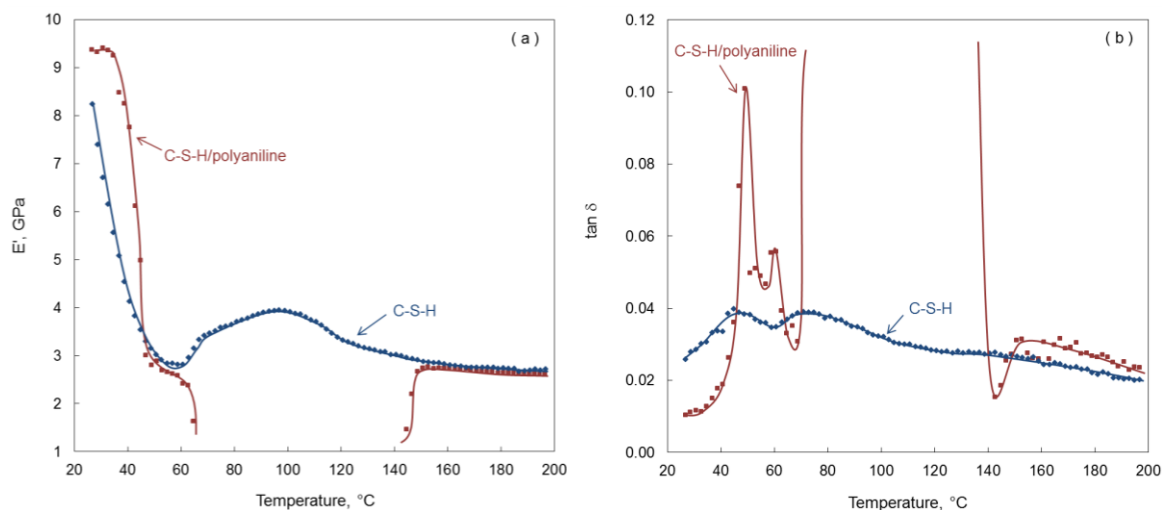 ( a )
10
9
8
7
6
5
4
3
2
1
E', GPa
C-S-H/polyaniline
C-S-H
20 40 60 80 100 120 140 160 180 200
Temperature, °C
( b )
0.12
0.10
0.08
0.06
0.04
0.02
0.00
tan δ
C-S-H/polyaniline
C-S-H
20 40 60 80 100 120 140 160 180 200
Temperature, °C